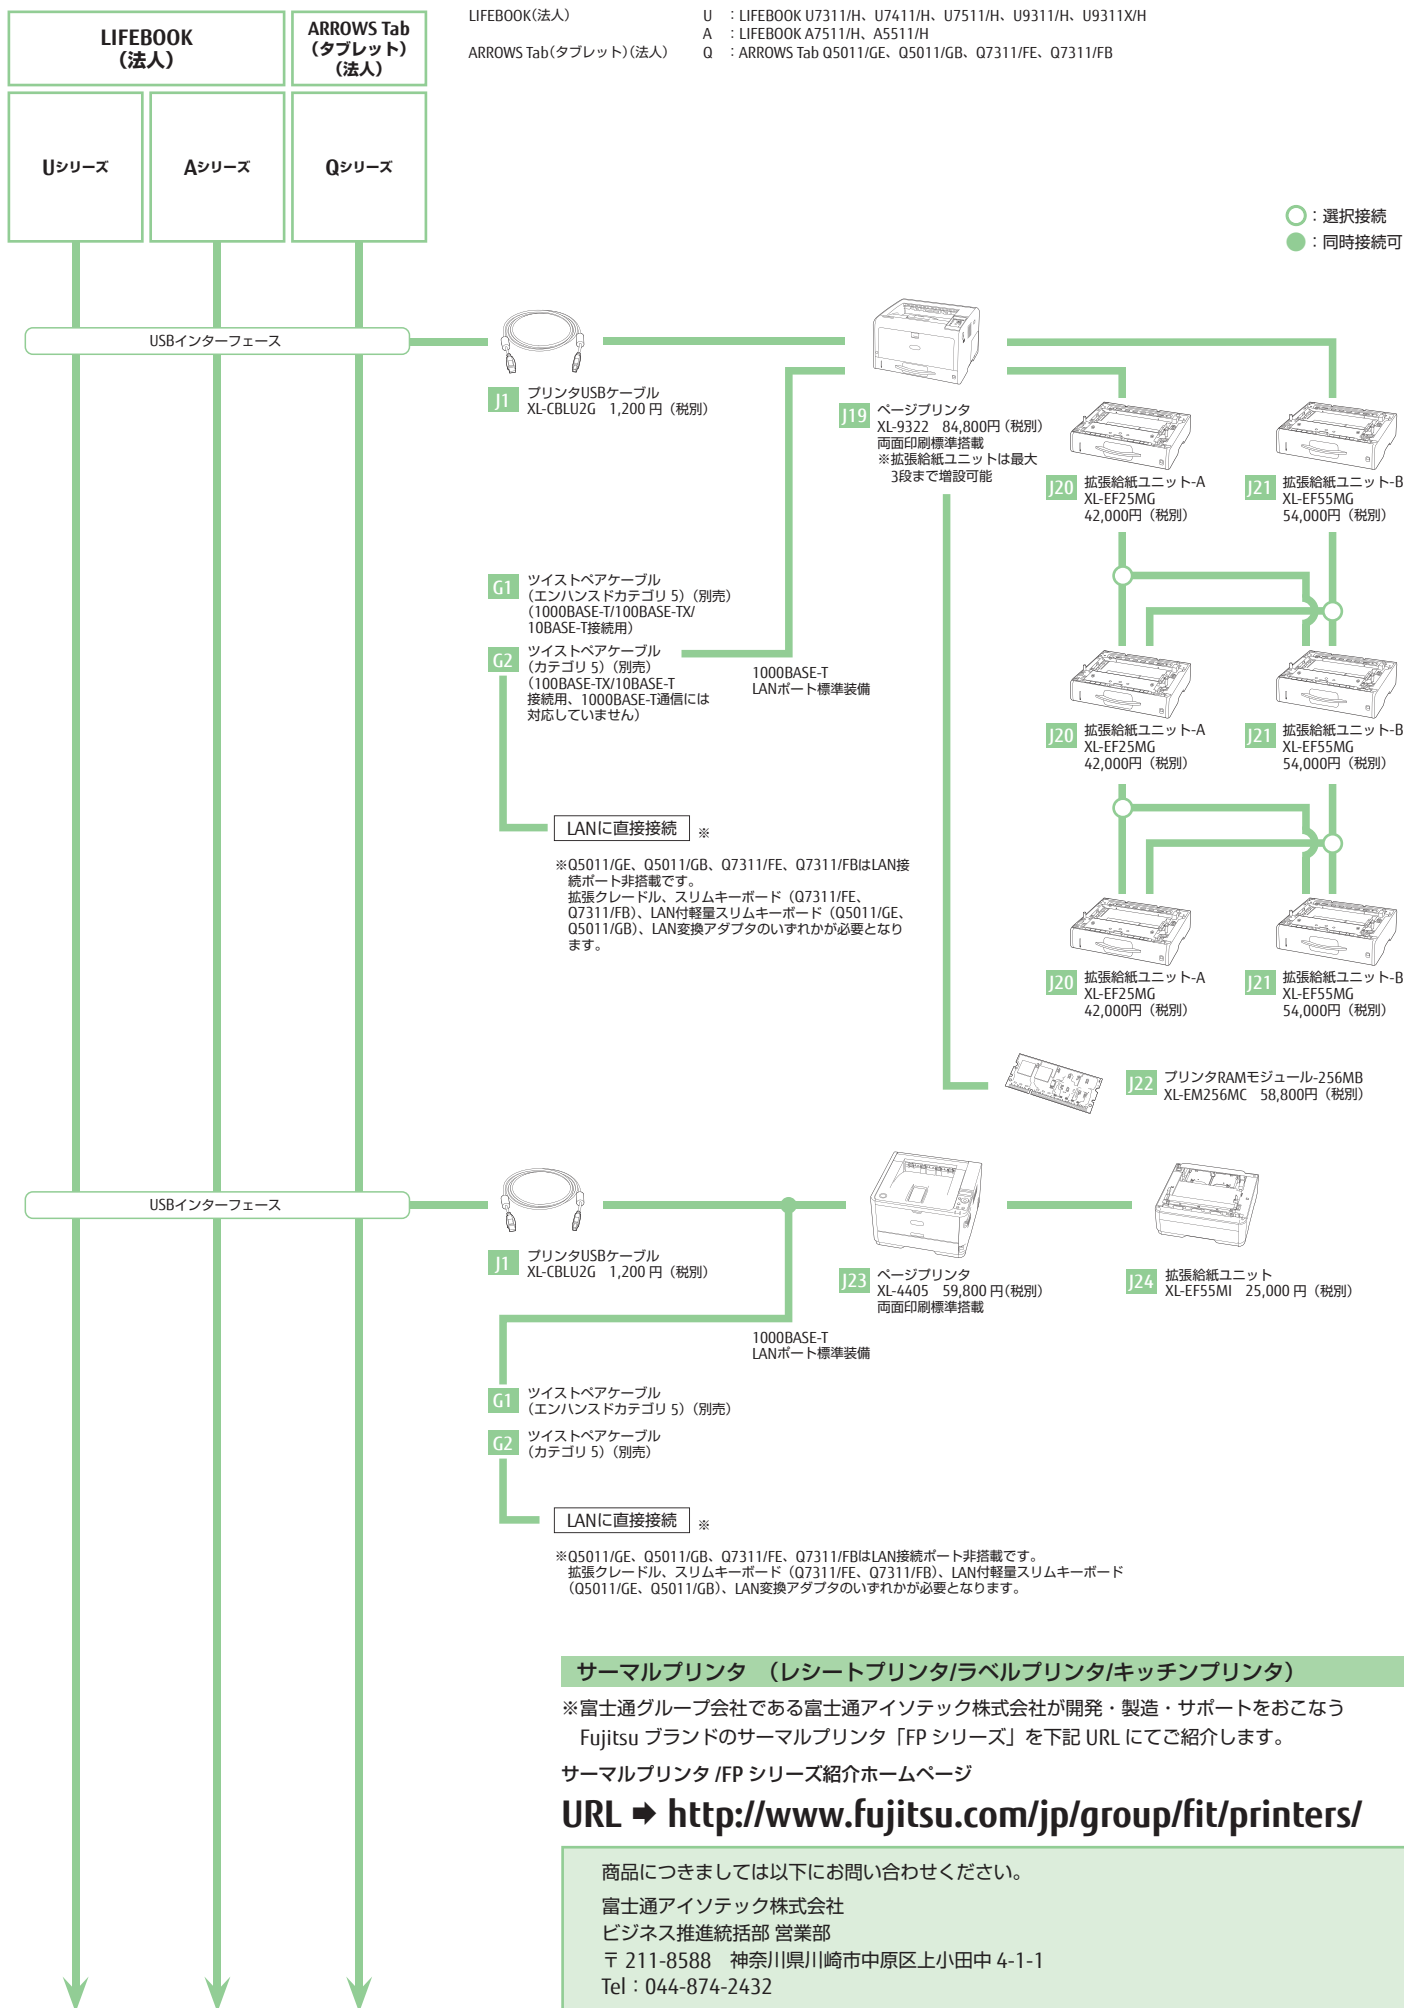 LIFEBOOK
（法人）
ARROWS Tab
（タブレット）
（法人）
LIFEBOOK（法人）　U　：LIFEBOOK U7311/H、U7411/H、U7511/H、U9311/H、U9311X/H
A　：LIFEBOOK A7511/H、A5511/H
ARROWS Tab（タブレット）（法人）　Q　：ARROWS Tab Q5011/GE、Q5011/GB、Q7311/FE、Q7311/FB
Uシリーズ
Aシリーズ
Qシリーズ
：選択接続
：同時接続可
USBインターフェース
J1 プリンタUSBケーブル
XL-CBLU2G　1,200 円（税別）
J19 ページプリンタ
XL-9322　84,800円（税別）
両面印刷標準搭載
※拡張給紙ユニットは最大
3段まで増設可能
J20 拡張給紙ユニット-A
XL-EF25MG
42,000円（税別）
J21 拡張給紙ユニット-B
XL-EF55MG
54,000円（税別）
G1 ツイストペアケーブル
（エンハンスドカテゴリ 5）（別売）
（1000BASE-T/100BASE-TX/
10BASE-T接続用）
G2 ツイストペアケーブル
（カテゴリ 5）（別売）
（100BASE-TX/10BASE-T
接続用、1000BASE-T通信には
対応していません）
1000BASE-T
LANポート標準装備
J20 拡張給紙ユニット-A
XL-EF25MG
42,000円（税別）
J21 拡張給紙ユニット-B
XL-EF55MG
54,000円（税別）
LANに直接接続 ※
※Q5011/GE、Q5011/GB、Q7311/FE、Q7311/FBはLAN接
続ポート非搭載です。
拡張クレードル、スリムキーボード（Q7311/FE、
Q7311/FB）、LAN付軽量スリムキーボード（Q5011/GE、
Q5011/GB）、LAN変換アダプタのいずれかが必要となり
ます。
J20 拡張給紙ユニット-A
XL-EF25MG
42,000円（税別）
J21 拡張給紙ユニット-B
XL-EF55MG
54,000円（税別）
J22 プリンタRAMモジュール-256MB
XL-EM256MC　58,800円（税別）
USBインターフェース
J1 プリンタUSBケーブル
XL-CBLU2G　1,200 円（税別）
J23 ページプリンタ
XL-4405　59,800 円（税別）
両面印刷標準搭載
J24 拡張給紙ユニット
XL-EF55MI　25,000 円（税別）
1000BASE-T
LANポート標準装備
G1 ツイストペアケーブル
（エンハンスドカテゴリ 5）（別売）
G2 ツイストペアケーブル
（カテゴリ 5）（別売）
LANに直接接続 ※
※Q5011/GE、Q5011/GB、Q7311/FE、Q7311/FBはLAN接続ポート非搭載です。
拡張クレードル、スリムキーボード（Q7311/FE、Q7311/FB）、LAN付軽量スリムキーボード
（Q5011/GE、Q5011/GB）、LAN変換アダプタのいずれかが必要となります。
サーマルプリンタ　（レシートプリンタ/ラベルプリンタ/キッチンプリンタ）
※富士通グループ会社である富士通アイソテック株式会社が開発・製造・サポートをおこなう
Fujitsu ブランドのサーマルプリンタ「FP シリーズ」を下記 URL にてご紹介します。
サーマルプリンタ /FP シリーズ紹介ホームページ
URL ➡ http://www.fujitsu.com/jp/group/fit/printers/
商品につきましては以下にお問い合わせください。
富士通アイソテック株式会社
ビジネス推進統括部 営業部
〒 211-8588　神奈川県川崎市中原区上小田中 4-1-1
Tel：044-874-2432